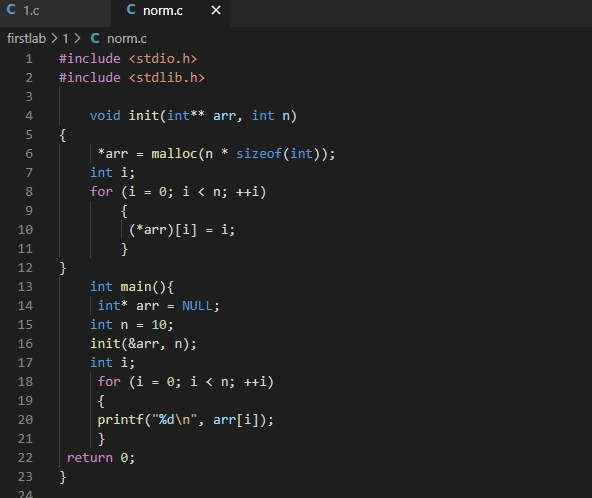 C 1.c C norm.c ×
firstlab > 1 > C norm.c
1 #include <stdio.h>
2 #include <stdlib.h>
3
4 void init(int** arr, int n)
5 {
6 *arr = malloc(n * sizeof(int));
7 int i;
8 for (i = 0; i < n; ++i)
9 {
10 (*arr)[i] = i;
11 }
12 }
13 int main(){
14 int* arr = NULL;
15 int n = 10;
16 init(&arr, n);
17 int i;
18 for (i = 0; i < n; ++i)
19 {
20 printf("%d\n", arr[i]);
21 }
22 return 0;
23 }
24